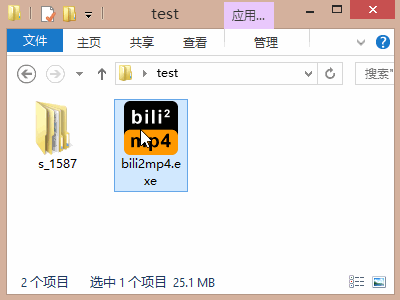 test
应用...
文件
主页
共享
查看
管理
test
搜索"
bili²
mp4
s_1587
bili2mp4.e
xe
2 个项目
选中 1 个项目 25.1 MB